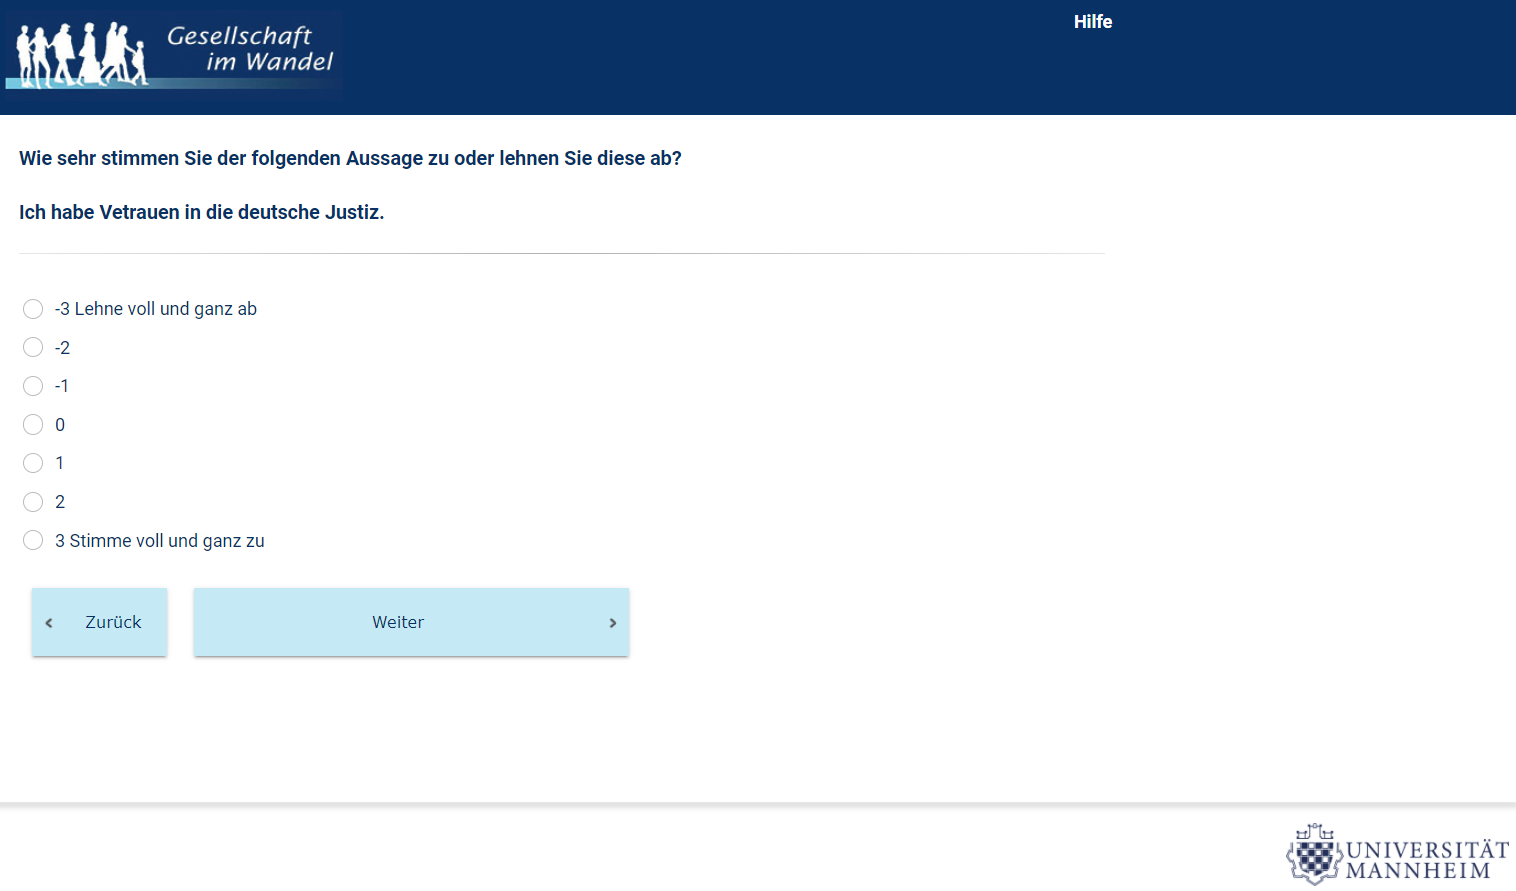 Gesellschaft
im Wandel
Hilfe
Wie sehr stimmen Sie der folgenden Aussage zu oder lehnen Sie diese ab?
Ich habe Vetrauen in die deutsche Justiz.
-3 Lehne voll und ganz ab
-2
-1
0
1
2
3 Stimme voll und ganz zu
Zurück
Weiter
UNIVERSITÄT
MANNHEIM